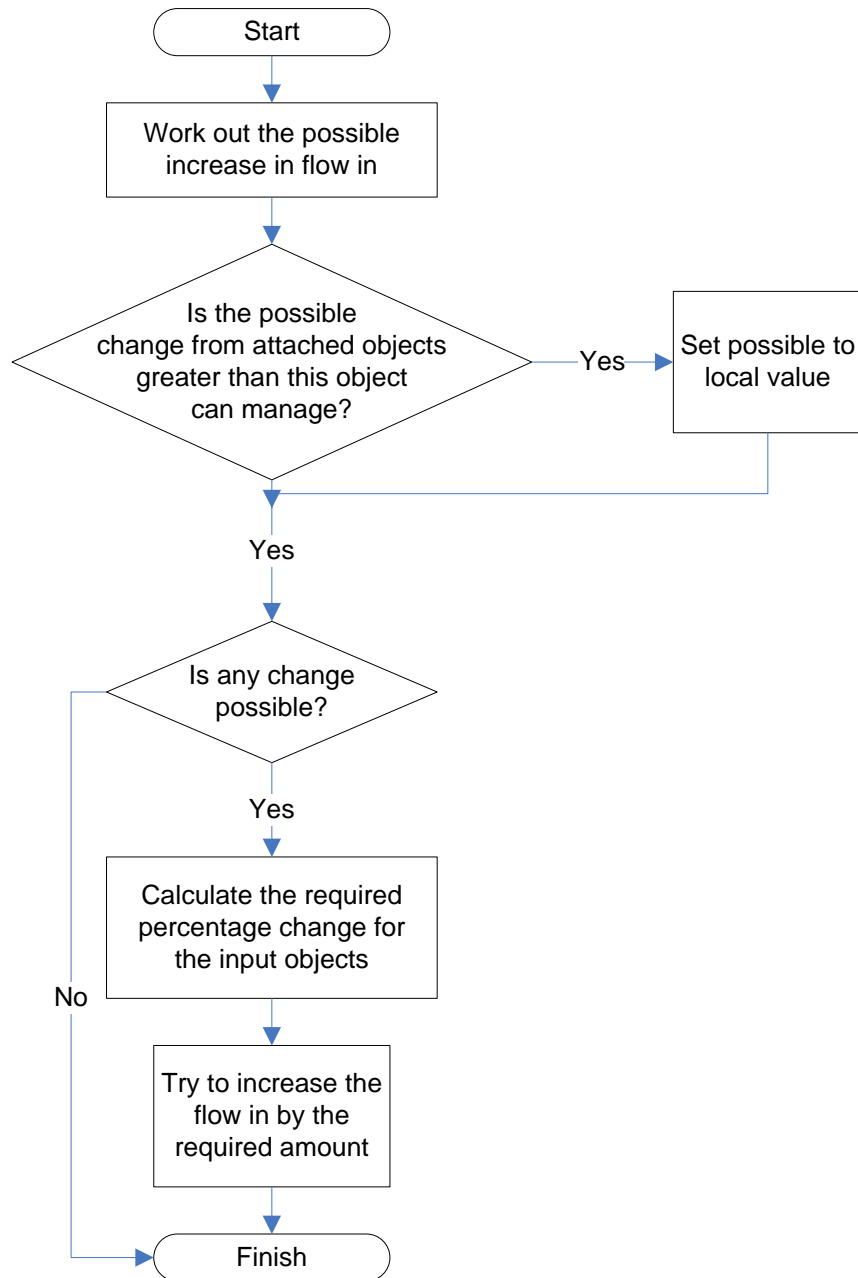 Start
Work out the possible
increase in flow in
Is the possible
change from attached objects
greater than this object
can manage?
Yes
Set possible to
local value
Yes
Is any change
possible?
Yes
Calculate the required
percentage change for
the input objects
No
Try to increase the
flow in by the
required amount
Finish